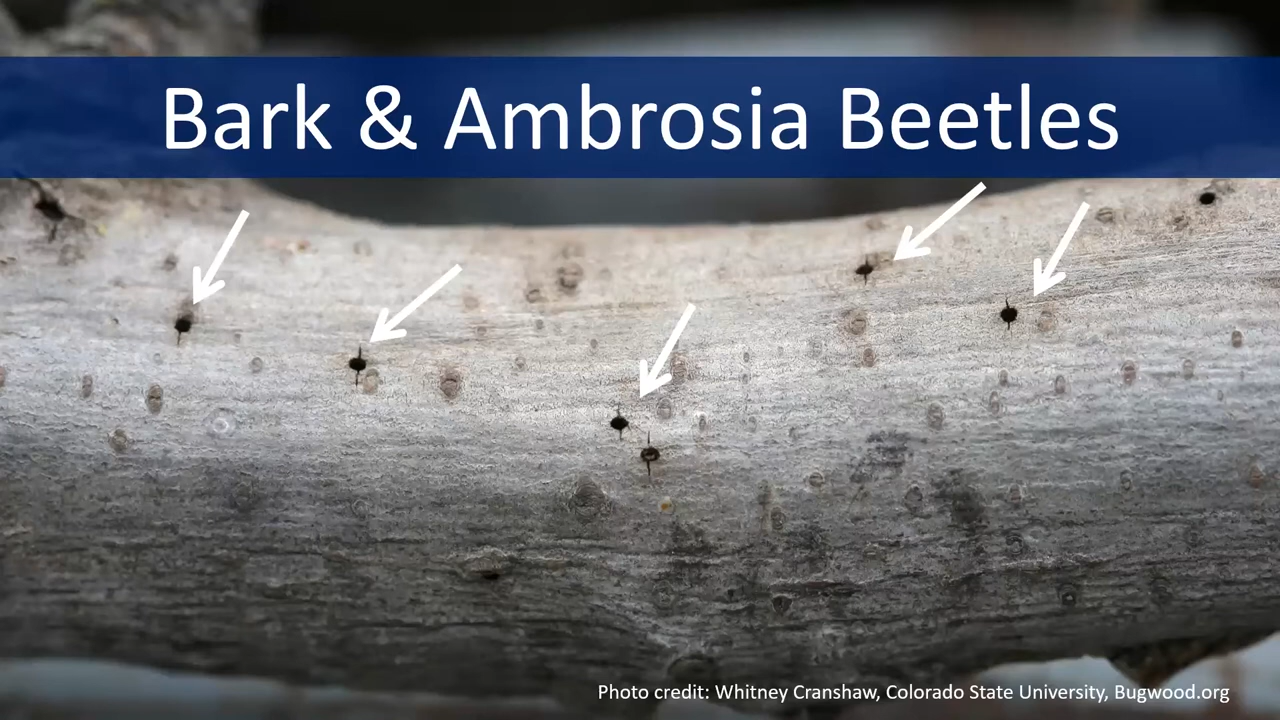 Bark & Ambrosia Beetles
Photo credit: Whitney Cranshaw, Colorado State University, Bugwood.org